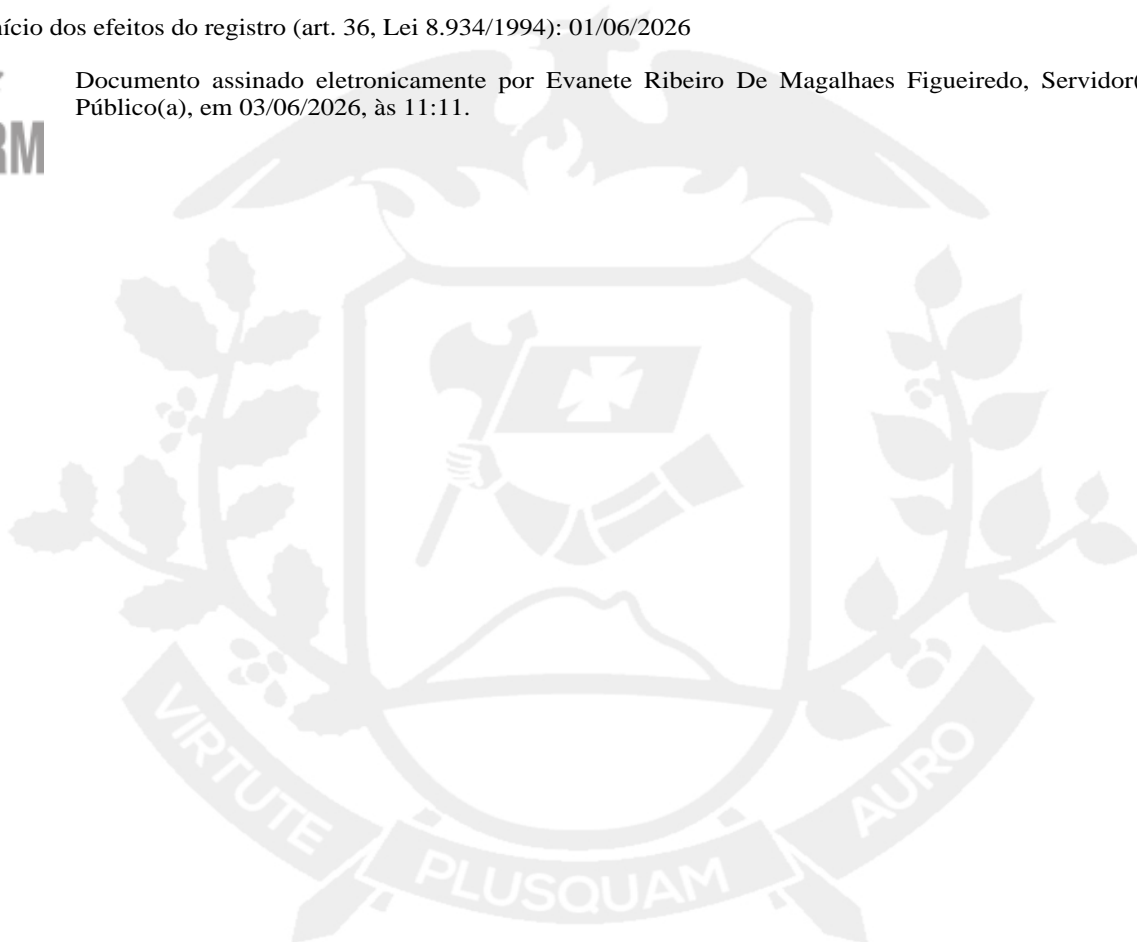 nício dos efeitos do registro (art. 36, Lei 8.934/1994): 01/06/2026
Documento assinado eletronicamente por Evanete Ribeiro De Magalhaes Figueiredo, Servidor(
Público(a), em 03/06/2026, às 11:11.
RM
VIRTUTE
PLUSQUAM
AURO